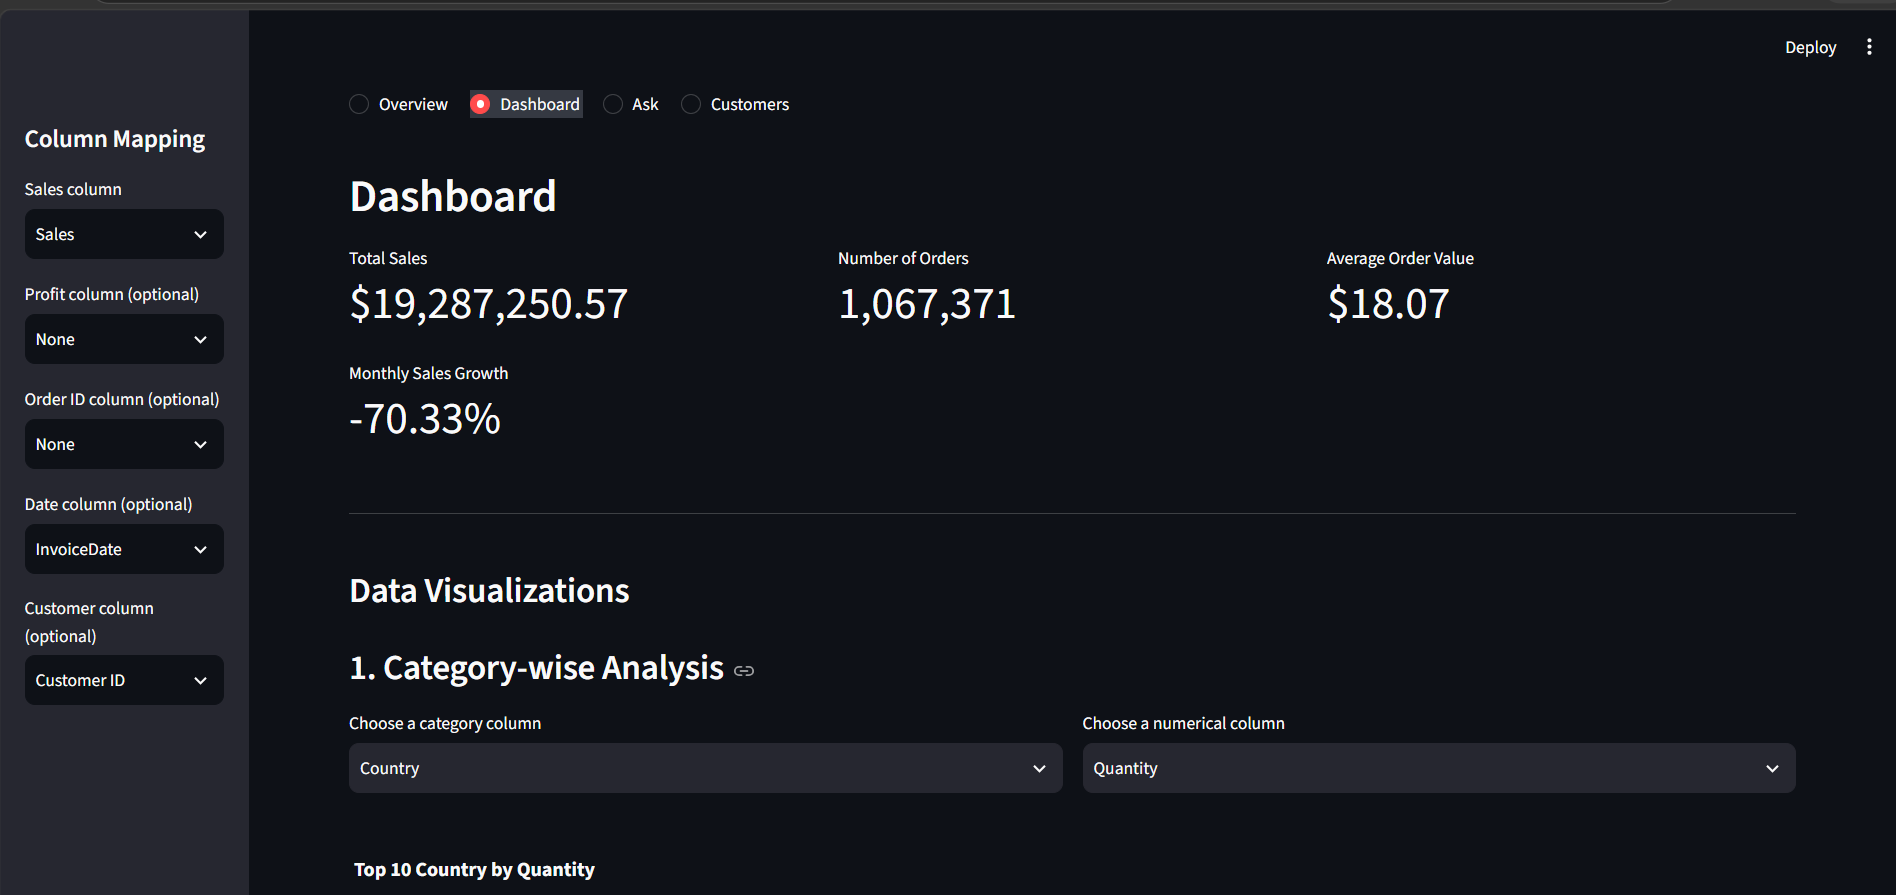 Deploy
Column Mapping
Sales column
Sales
Profit column (optional)
None
Order ID column (optional)
None
Date column (optional)
InvoiceDate
Customer column
(optional)
Customer ID
Overview
Dashboard
Ask
Customers
Dashboard
Total Sales
$19,287,250.57
Number of Orders
1,067,371
Average Order Value
$18.07
Monthly Sales Growth
-70.33%
Data Visualizations
1. Category-wise Analysis
Choose a category column
Country
Choose a numerical column
Quantity
Top 10 Country by Quantity